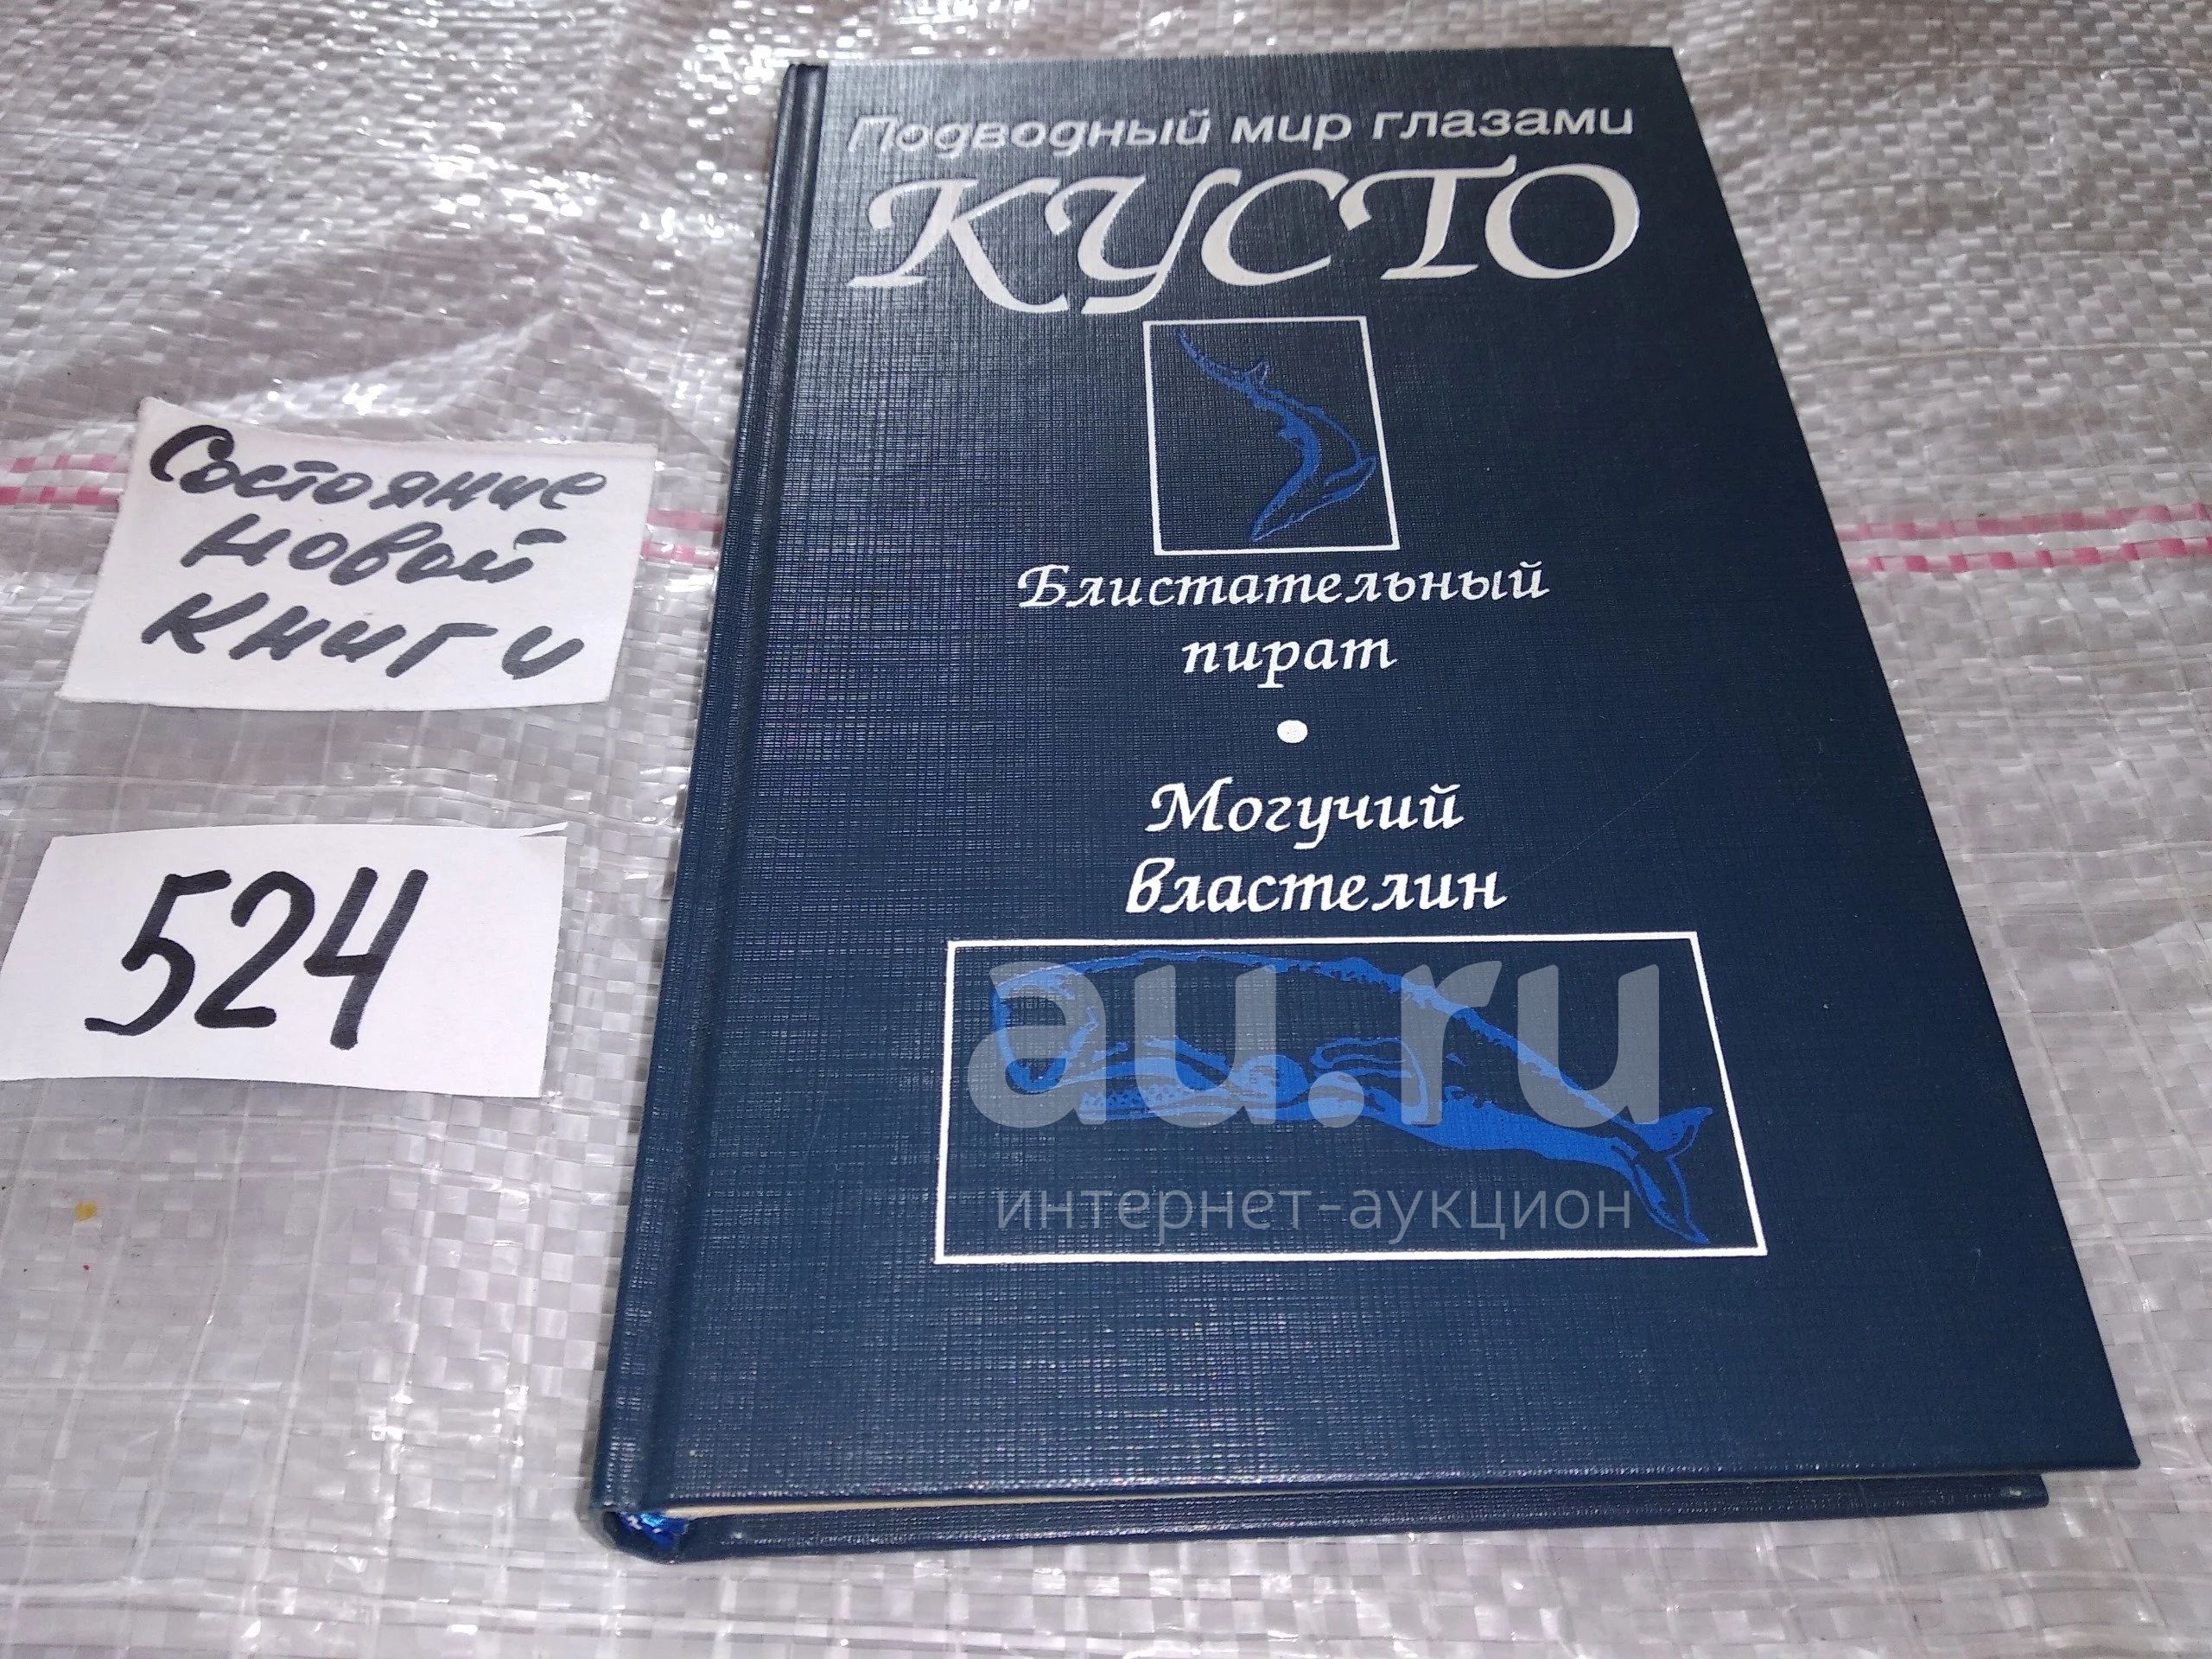 Подводный мир глазами
КУСТО
Блистательный
пират
•
Могучий
властелин
Состояние
новой
книги
524
au.ru
интернет-аукцион